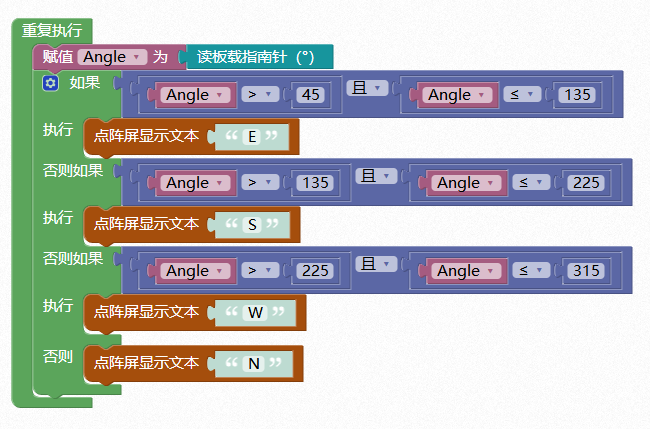 重复执行
赋值 Angle 为 读板载指南针（°）
如果 Angle > 45 且 Angle ≤ 135
执行 点阵屏显示文本 “ E ”
否则如果 Angle > 135 且 Angle ≤ 225
执行 点阵屏显示文本 “ S ”
否则如果 Angle > 225 且 Angle ≤ 315
执行 点阵屏显示文本 “ W ”
否则 点阵屏显示文本 “ N ”